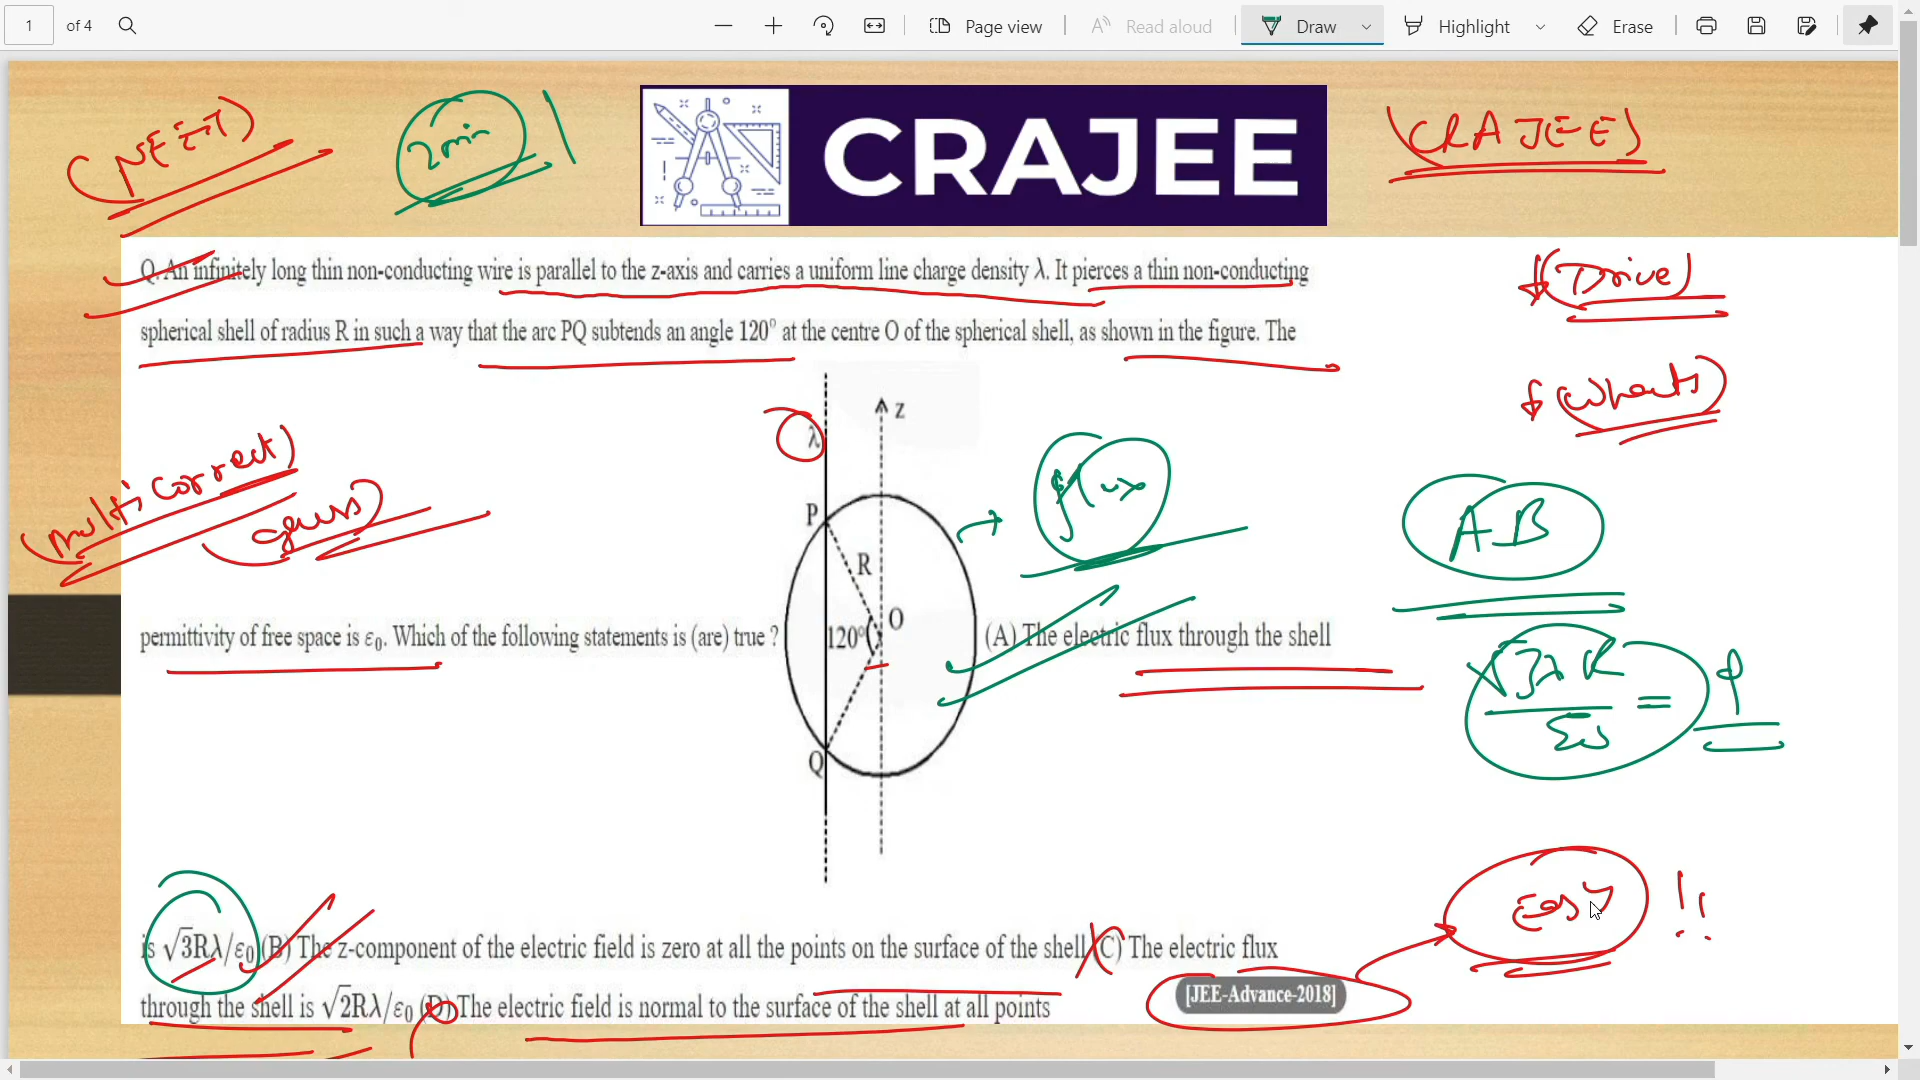 1 of 4 Page view Read aloud Draw Highlight Erase
(NEET) 2min CRAJEE (CRAJEE)
Q. An infinitely long thin non-conducting wire is parallel to the z-axis and carries a uniform line charge density λ. It pierces a thin non-conducting
(Drive)
spherical shell of radius R in such a way that the arc PQ subtends an angle 120° at the centre O of the spherical shell, as shown in the figure. The
z
λ
(multi correct)
flux
(gauss)
P
AB
R
O
120°
permittivity of free space is ε₀. Which of the following statements is (are) true ? (A) The electric flux through the shell
Q
Easy !!
is √3Rλ/ε₀ (B) The z-component of the electric field is zero at all the points on the surface of the shell (C) The electric flux
through the shell is √2Rλ/ε₀ (D) The electric field is normal to the surface of the shell at all points [JEE-Advance-2018]